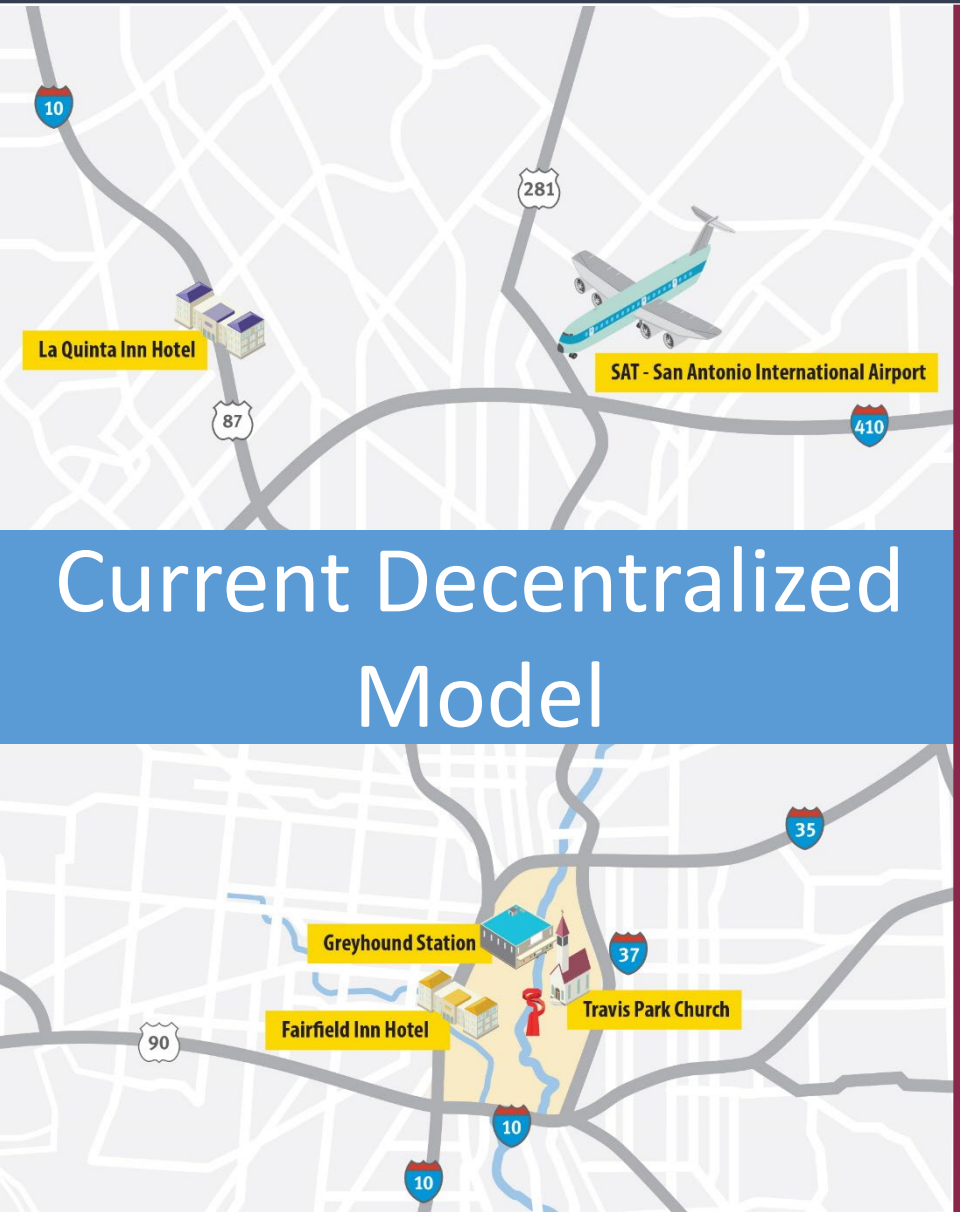 10
281
La Quinta Inn Hotel
SAT - San Antonio International Airport
87
410
Current Decentralized
Model
35
Greyhound Station
37
Travis Park Church
Fairfield Inn Hotel
90
10
10